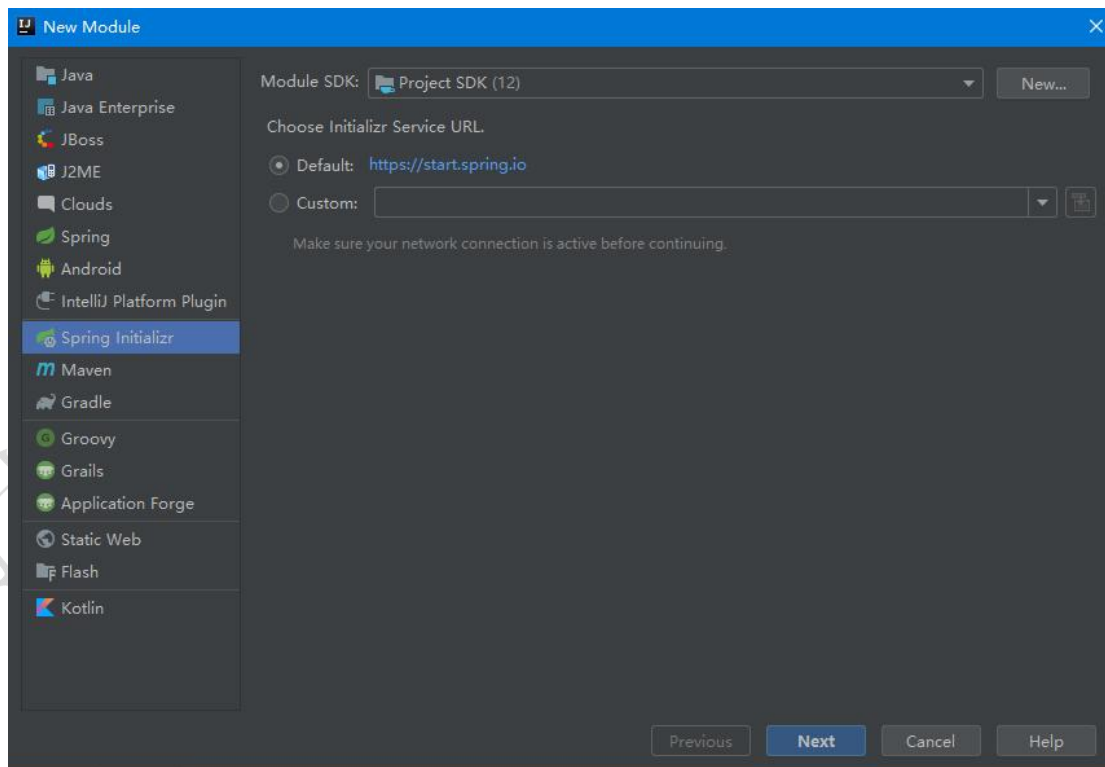 New Module
Java
Java Enterprise
JBoss
J2ME
Clouds
Spring
Android
IntelliJ Platform Plugin
Spring Initializr
Maven
Gradle
Groovy
Grails
Application Forge
Static Web
Flash
Kotlin
Module SDK: Project SDK (12) New...
Choose Initializr Service URL.
Default: https://start.spring.io
Custom:
Make sure your network connection is active before continuing.
Previous Next Cancel Help